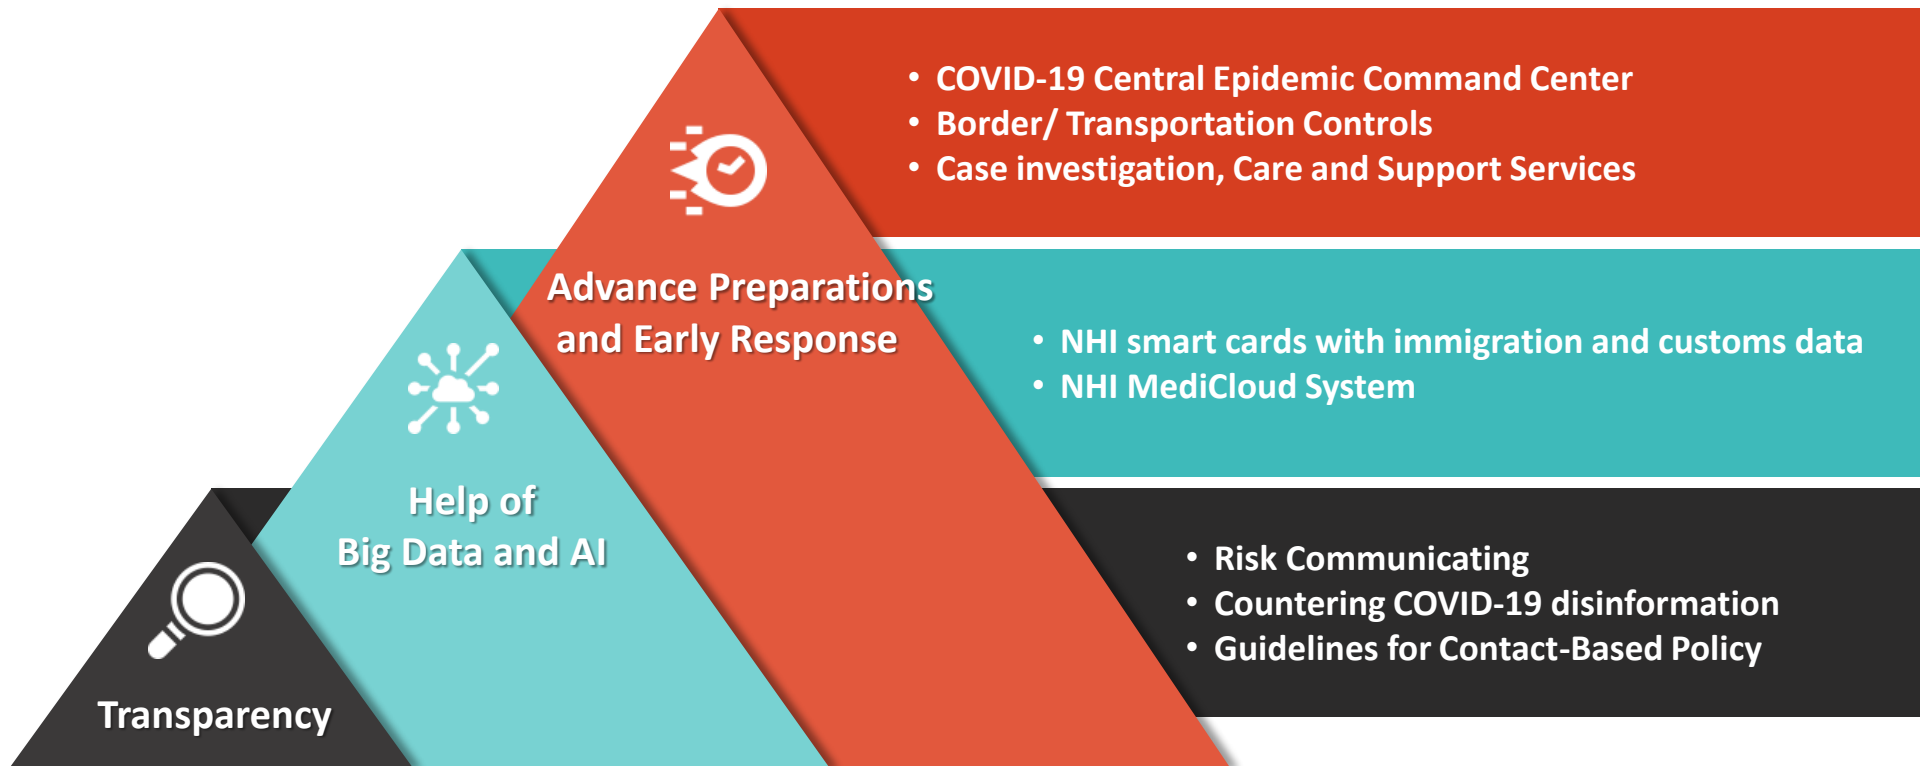 • COVID-19 Central Epidemic Command Center
• Border/ Transportation Controls
• Case investigation, Care and Support Services
Advance Preparations
and Early Response
• NHI smart cards with immigration and customs data
• NHI MediCloud System
Help of
Big Data and AI
• Risk Communicating
• Countering COVID-19 disinformation
• Guidelines for Contact-Based Policy
Transparency